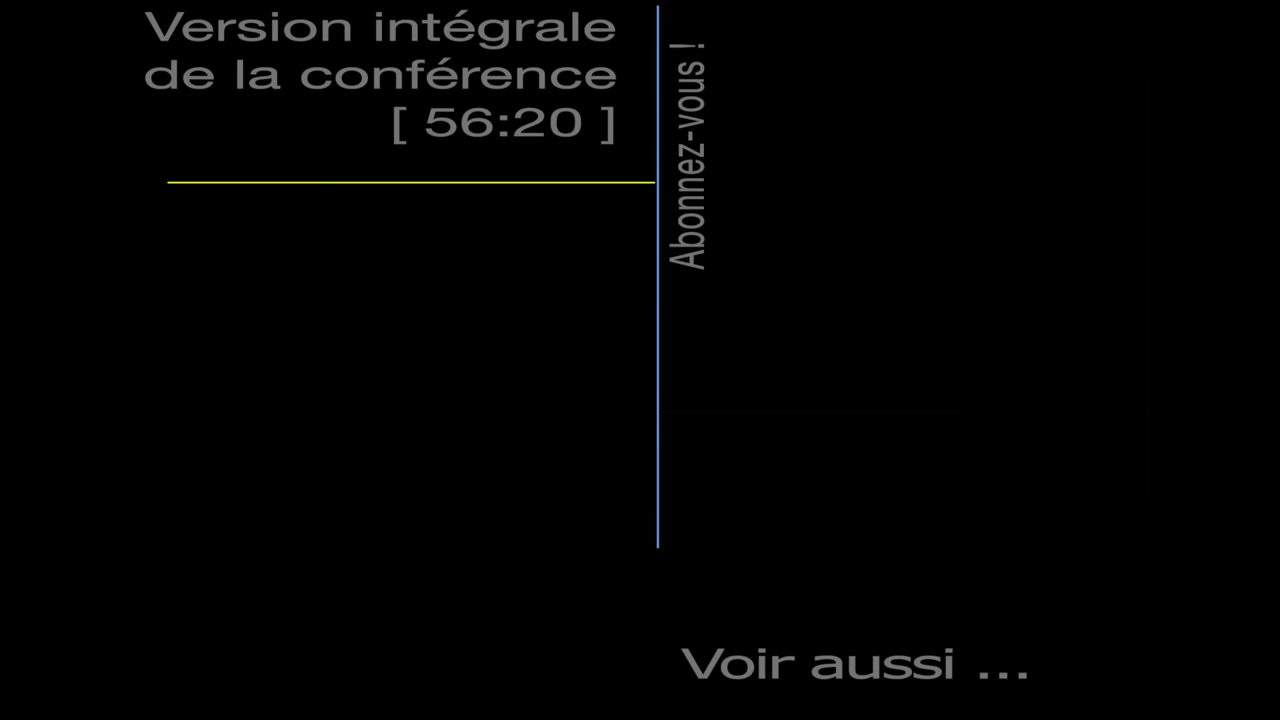 Version intégrale
de la conférence
[ 56:20 ]
Abonnez-vous !
Voir aussi ...